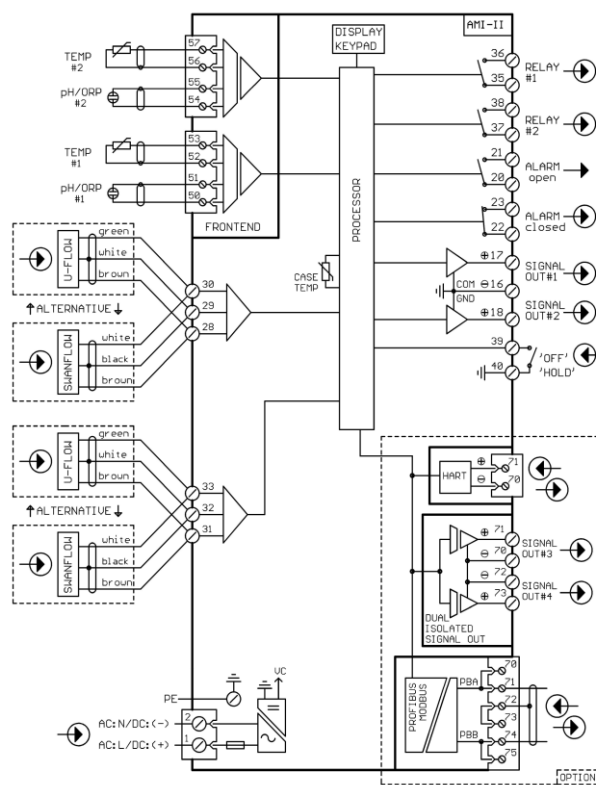 AMI-II
DISPLAY
KEYPAD
57
56
55
54
TEMP
#2
pH/ORP
#2
53
52
51
50
TEMP
#1
pH/ORP
#1
FRONTEND
PROCESSOR
CASE
TEMP
36
35
RELAY
#1
38
37
RELAY
#2
21
20
ALARM
open
23
22
ALARM
closed
⊕17
SIGNAL
OUT#1
COM ⊖16
GND
⊕18
SIGNAL
OUT#2
39
40
'OFF'
'HOLD'
U-FLOW
green
white
brown
30
29
28
↑ALTERNATIVE↓
SWANFLOW
white
black
brown
U-FLOW
green
white
brown
33
32
31
↑ALTERNATIVE↓
SWANFLOW
white
black
brown
HART
⊕ 71
⊖ 70
⊕ 71
⊖ 70
SIGNAL
OUT#3
⊖ 72
⊕ 73
SIGNAL
OUT#4
DUAL
ISOLATED
SIGNAL OUT
PROFIBUS
MODBUS
PBA
PBB
70
71
72
73
74
75
OPTION
PE
VC
AC:N/DC:(-)
2
AC:L/DC:(+)
1